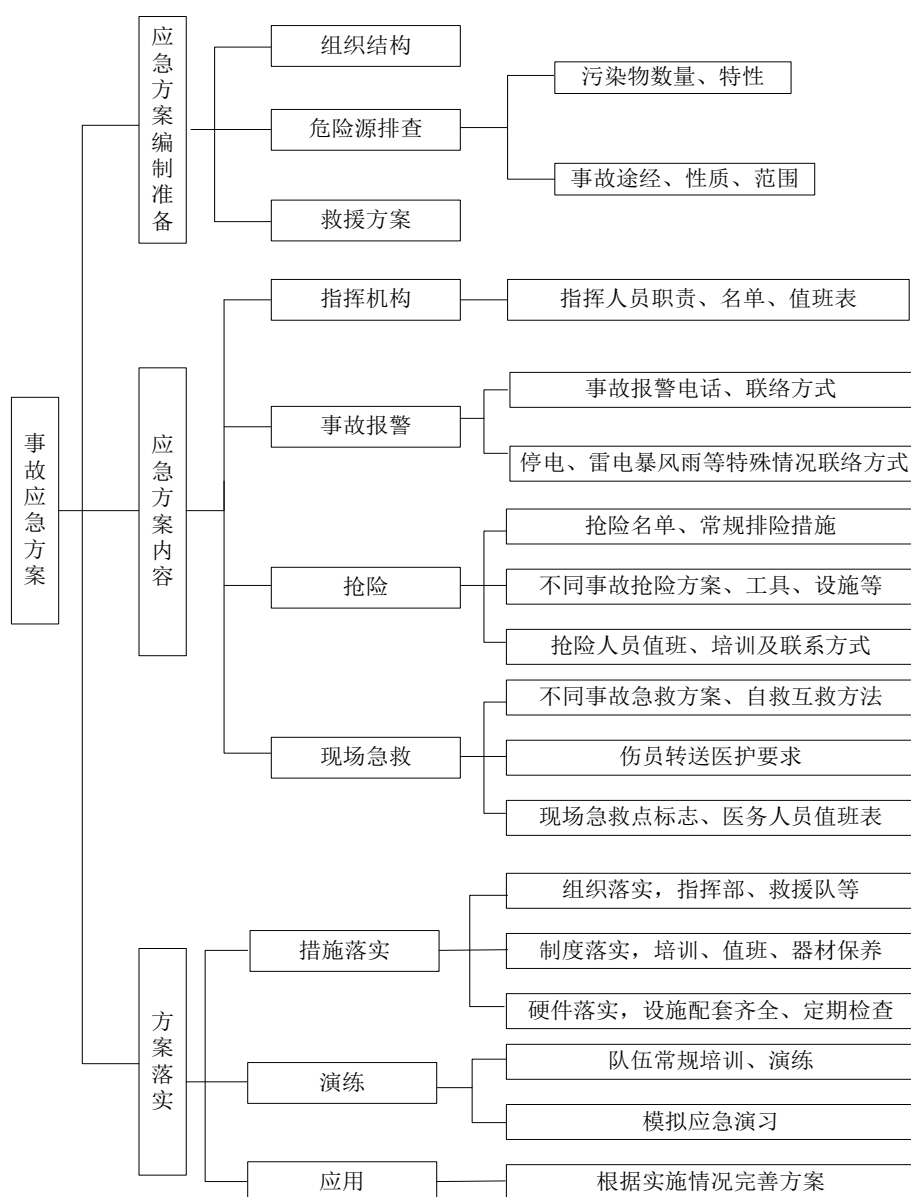 事故应急方案
应急方案编制准备
组织结构
危险源排查
污染物数量、特性
事故途经、性质、范围
救援方案
应急方案内容
指挥机构
指挥人员职责、名单、值班表
事故报警
事故报警电话、联络方式
停电、雷电暴风雨等特殊情况联络方式
抢险
抢险名单、常规排险措施
不同事故抢险方案、工具、设施等
抢险人员值班、培训及联系方式
现场急救
不同事故急救方案、自救互救方法
伤员转送医护要求
现场急救点标志、医务人员值班表
方案落实
措施落实
组织落实，指挥部、救援队等
制度落实，培训、值班、器材保养
硬件落实，设施配套齐全、定期检查
演练
队伍常规培训、演练
模拟应急演习
应用
根据实施情况完善方案